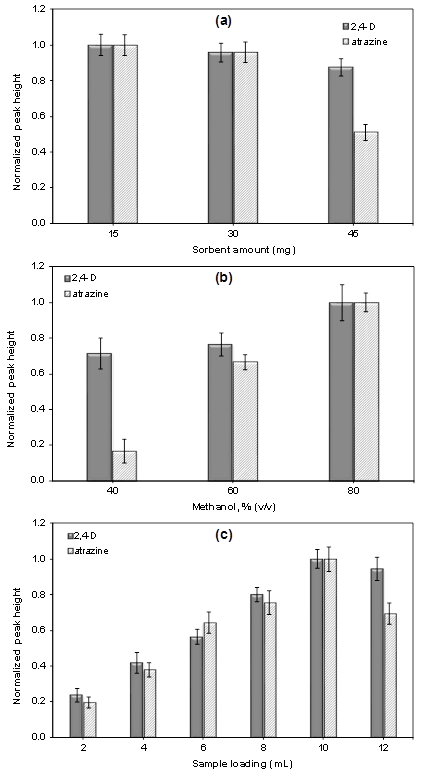 (a)
2,4-D
atrazine
Normalized peak height
1.2
1.0
0.8
0.6
0.4
0.2
0.0
15 30 45
Sorbent amount (mg)
(b)
2,4-D
atrazine
Normalized peak height
1.2
1.0
0.8
0.6
0.4
0.2
0.0
40 60 80
Methanol, % (v/v)
(c)
2,4-D
atrazine
Normalized peak height
1.2
1.0
0.8
0.6
0.4
0.2
0.0
2 4 6 8 10 12
Sample loading (mL)